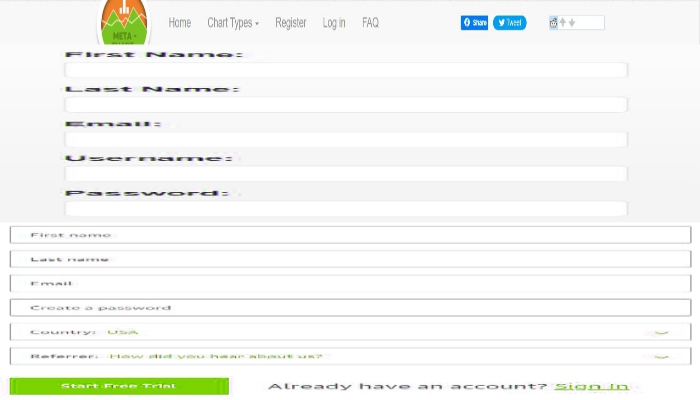 META -
Home Chart Types Register Log in FAQ Share Tweet
First Name:
Last Name:
Email:
Username:
Password:
First name
Last name
Email
Create a password
Country: USA
Referrer: How did you hear about us?
Start Free Trial Already have an account? Sign In